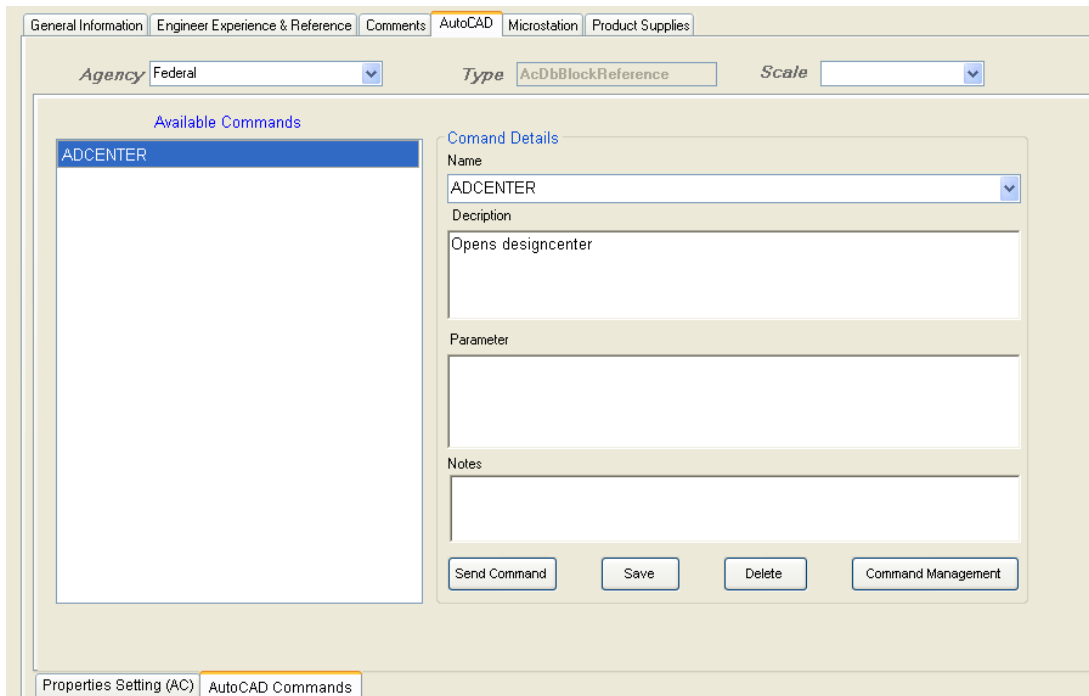 General Information Engineer Experience & Reference Comments AutoCAD Microstation Product Supplies
Agency Federal Type AcDbBlockReference Scale
Available Commands
ADCENTER
Comand Details
Name
ADCENTER
Decription
Opens designcenter
Parameter
Notes
Send Command Save Delete Command Management
Properties Setting (AC) AutoCAD Commands